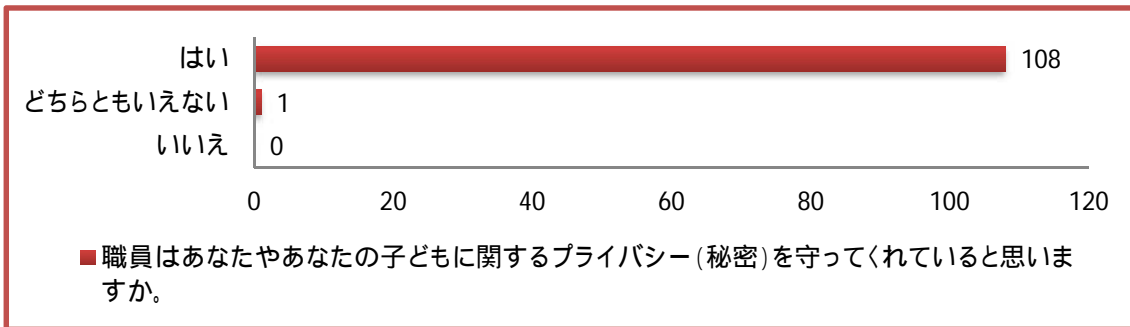 はい 108
どちらともいえない 1
いいえ 0
0 20 40 60 80 100 120
職員はあなたやあなたの子どもに関するプライバシー(秘密)を守ってくれていると思いま
すか。